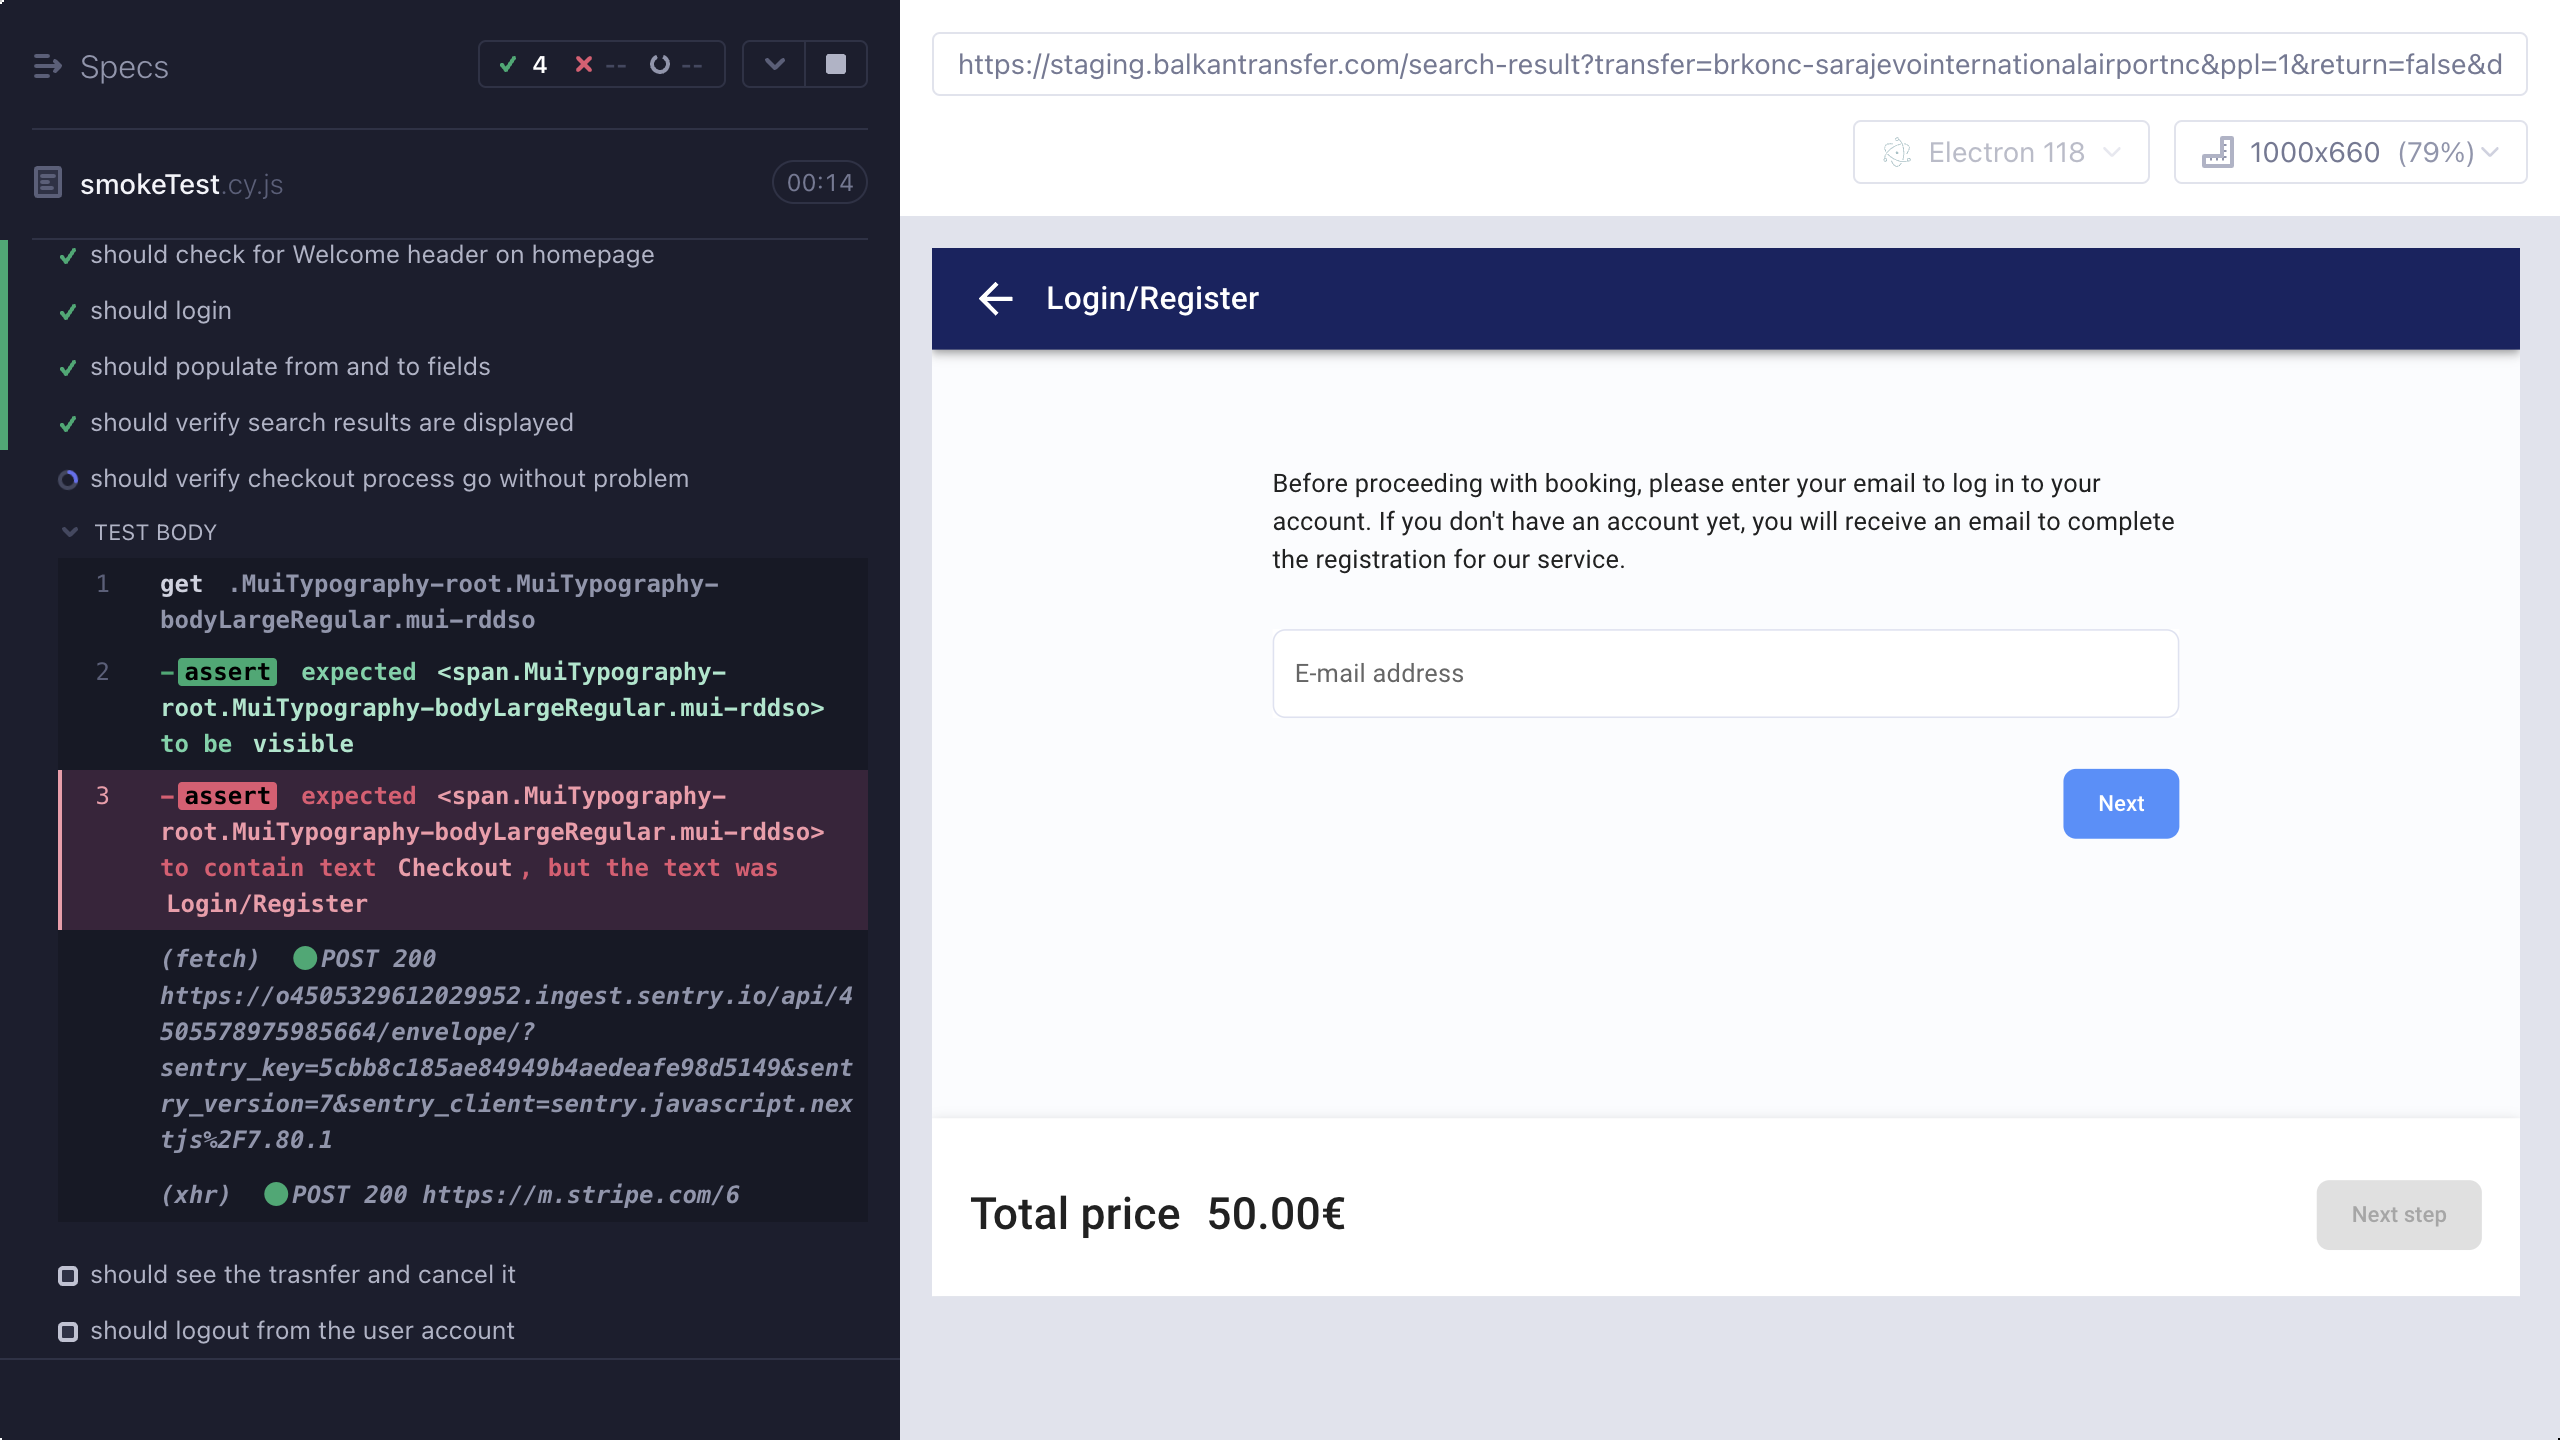 Specs
4 -- --
smokeTest.cy.js
00:14
should check for Welcome header on homepage
should login
should populate from and to fields
should verify search results are displayed
should verify checkout process go without problem
TEST BODY
1 get .MuiTypography-root.MuiTypography-
bodyLargeRegular.mui-rddso
2 -assert expected <span.MuiTypography-
root.MuiTypography-bodyLargeRegular.mui-rddso>
to be visible
3 -assert expected <span.MuiTypography-
root.MuiTypography-bodyLargeRegular.mui-rddso>
to contain text Checkout, but the text was
Login/Register
(fetch) POST 200
https://o4505329612029952.ingest.sentry.io/api/4
505578975985664/envelope/?
sentry_key=5cbb8c185ae84949b4aedeafe98d5149&sent
ry_version=7&sentry_client=sentry.javascript.nex
tjs%2F7.80.1
(xhr) POST 200 https://m.stripe.com/6
should see the trasnfer and cancel it
should logout from the user account
https://staging.balkantransfer.com/search-result?transfer=brkonc-sarajevointernationalairportnc&ppl=1&return=false&d
Electron 118
1000x660 (79%)
Login/Register
Before proceeding with booking, please enter your email to log in to your
account. If you don't have an account yet, you will receive an email to complete
the registration for our service.
E-mail address
Next
Total price 50.00€
Next step